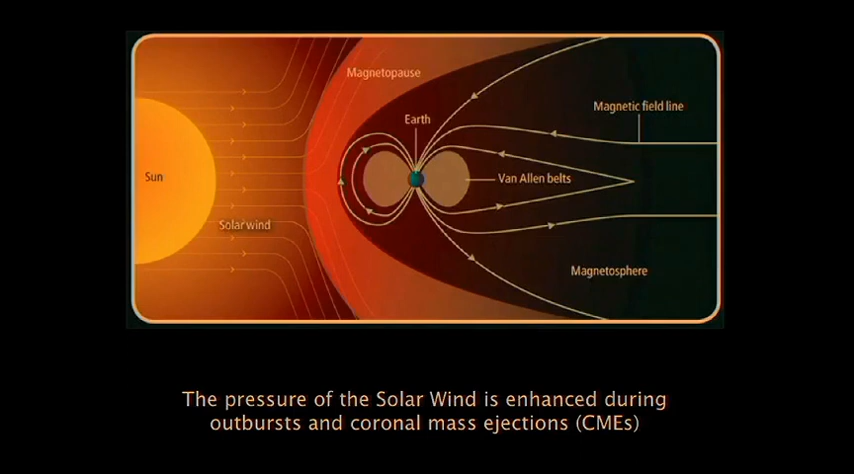 Magnetopause
Magnetic field line
Earth
Sun
Van Allen belts
Solar wind
Magnetosphere
The pressure of the Solar Wind is enhanced during
outbursts and coronal mass ejections (CMEs)